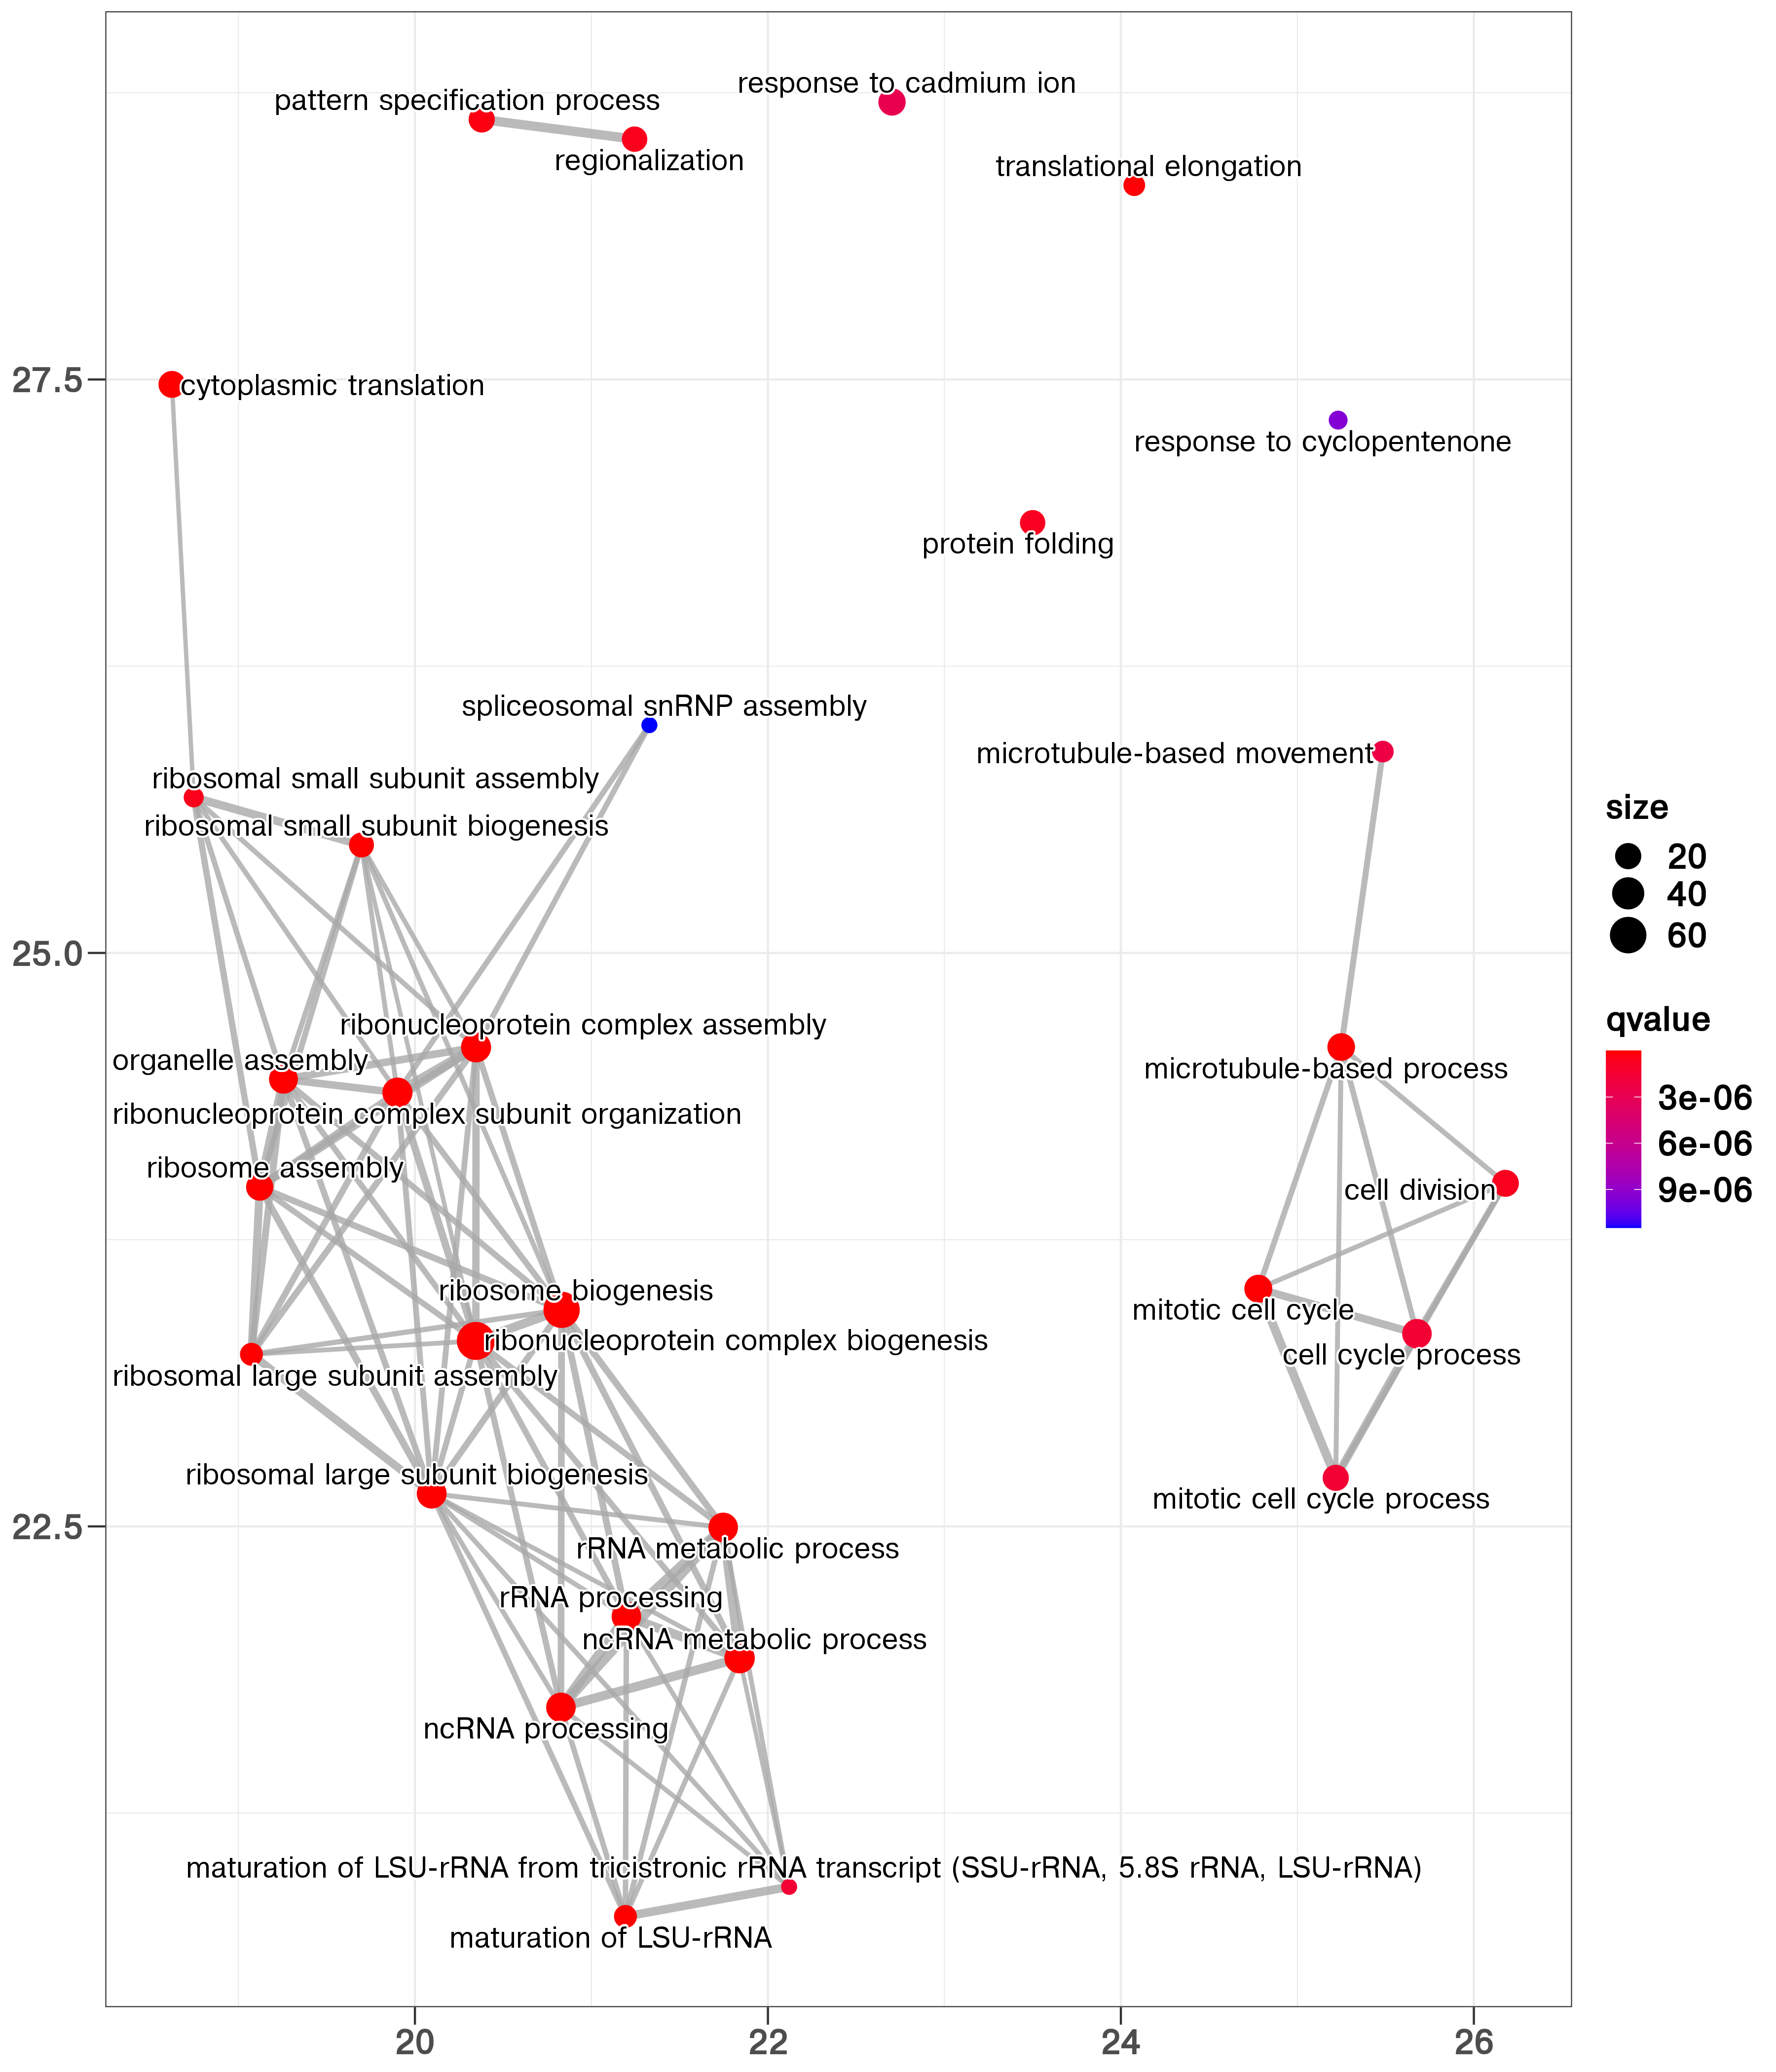 response to cadmium ion
pattern specification process
regionalization
translational elongation
27.5
cytoplasmic translation
response to cyclopentenone
protein folding
spliceosomal snRNP assembly
microtubule-based movement
ribosomal small subunit assembly
ribosomal small subunit biogenesis
25.0
ribonucleoprotein complex assembly
organelle assembly
microtubule-based process
ribonucleoprotein complex subunit organization
ribosome assembly
cell division
ribosome biogenesis
mitotic cell cycle
ribonucleoprotein complex biogenesis
cell cycle process
ribosomal large subunit assembly
ribosomal large subunit biogenesis
mitotic cell cycle process
22.5
rRNA metabolic process
rRNA processing
ncRNA metabolic process
ncRNA processing
maturation of LSU-rRNA from tricistronic rRNA transcript (SSU-rRNA, 5.8S rRNA, LSU-rRNA)
maturation of LSU-rRNA
20
22
24
26
size
20
40
60
qvalue
3e-06
6e-06
9e-06